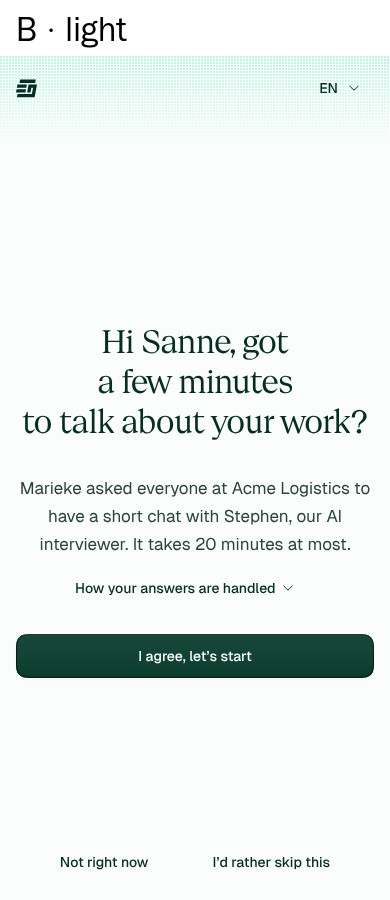 B · light
EN
Hi Sanne, got
a few minutes
to talk about your work?
Marieke asked everyone at Acme Logistics to
have a short chat with Stephen, our AI
interviewer. It takes 20 minutes at most.
How your answers are handled
I agree, let’s start
Not right now
I’d rather skip this